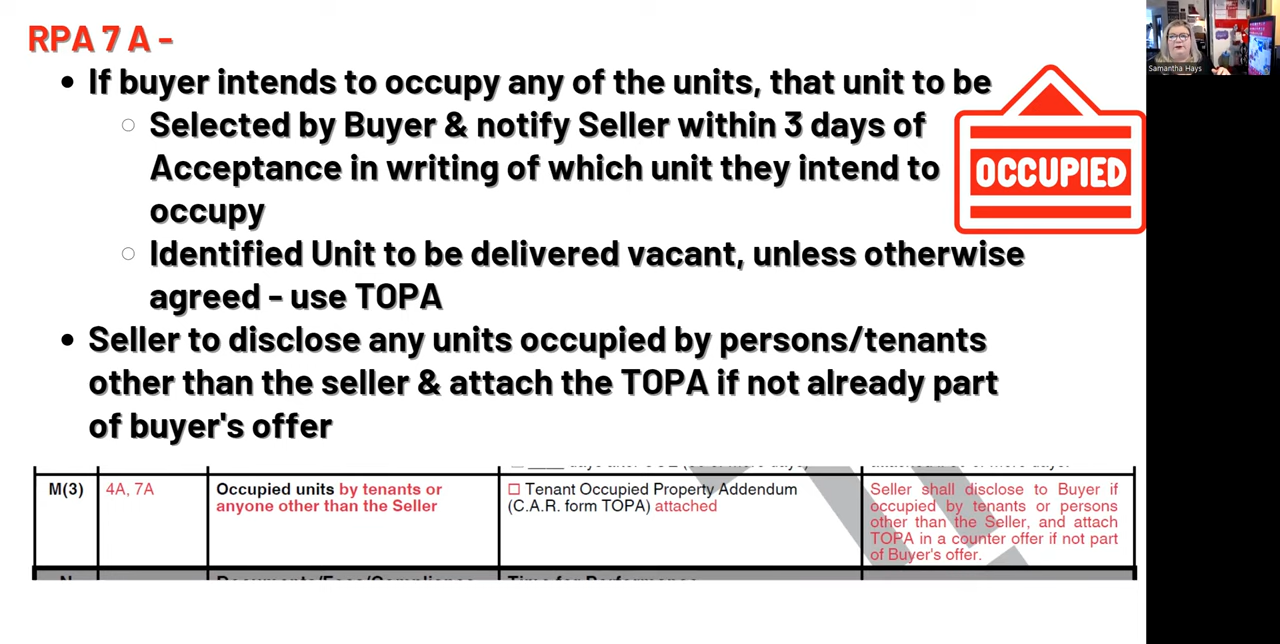 RPA 7 A -
If buyer intends to occupy any of the units, that unit to be
Selected by Buyer & notify Seller within 3 days of
Acceptance in writing of which unit they intend to
occupy
Identified Unit to be delivered vacant, unless otherwise
agreed - use TOPA
Seller to disclose any units occupied by persons/tenants
other than the seller & attach the TOPA if not already part
of buyer's offer
OCCUPIED
Samantha Hays
M(3)
4A, 7A
Occupied units by tenants or
anyone other than the Seller
Tenant Occupied Property Addendum
(C.A.R. form TOPA) attached
Seller shall disclose to Buyer if
occupied by tenants or persons
other than the Seller, and attach
TOPA in a counter offer if not part
of Buyer's offer.